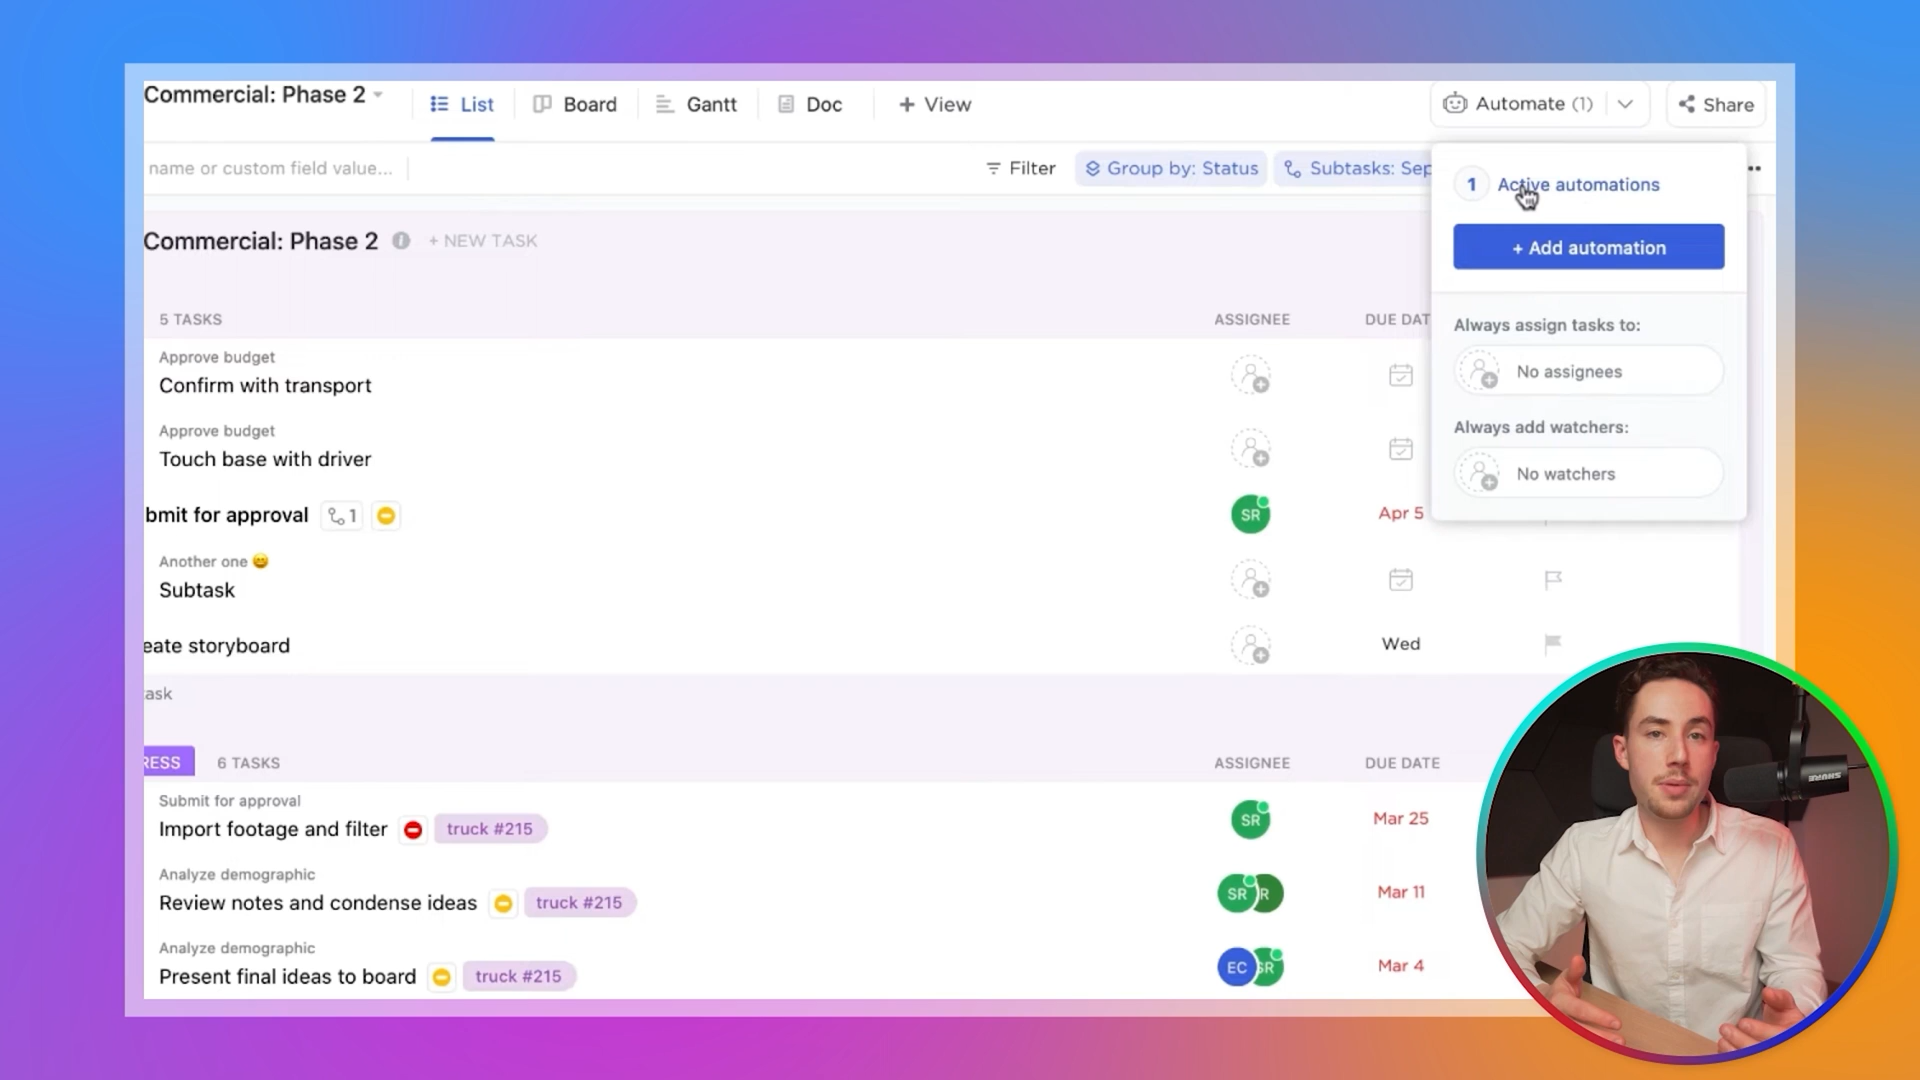 Commercial: Phase 2
List
Board
Gantt
Doc
+ View
Automate (1)
Share
name or custom field value...
Filter
Group by: Status
Subtasks: Sep
1 Active automations
+ Add automation
Always assign tasks to:
No assignees
Always add watchers:
No watchers
Commercial: Phase 2
+ NEW TASK
5 TASKS
ASSIGNEE
DUE DAT
Approve budget
Confirm with transport
Approve budget
Touch base with driver
bmit for approval
1
SR
Apr 5
Another one
Subtask
eate storyboard
Wed
ask
RESS
6 TASKS
ASSIGNEE
DUE DATE
Submit for approval
Import footage and filter
truck #215
SR
Mar 25
Analyze demographic
Review notes and condense ideas
truck #215
SR
R
Mar 11
Analyze demographic
Present final ideas to board
truck #215
EC
SR
Mar 4
SHURE